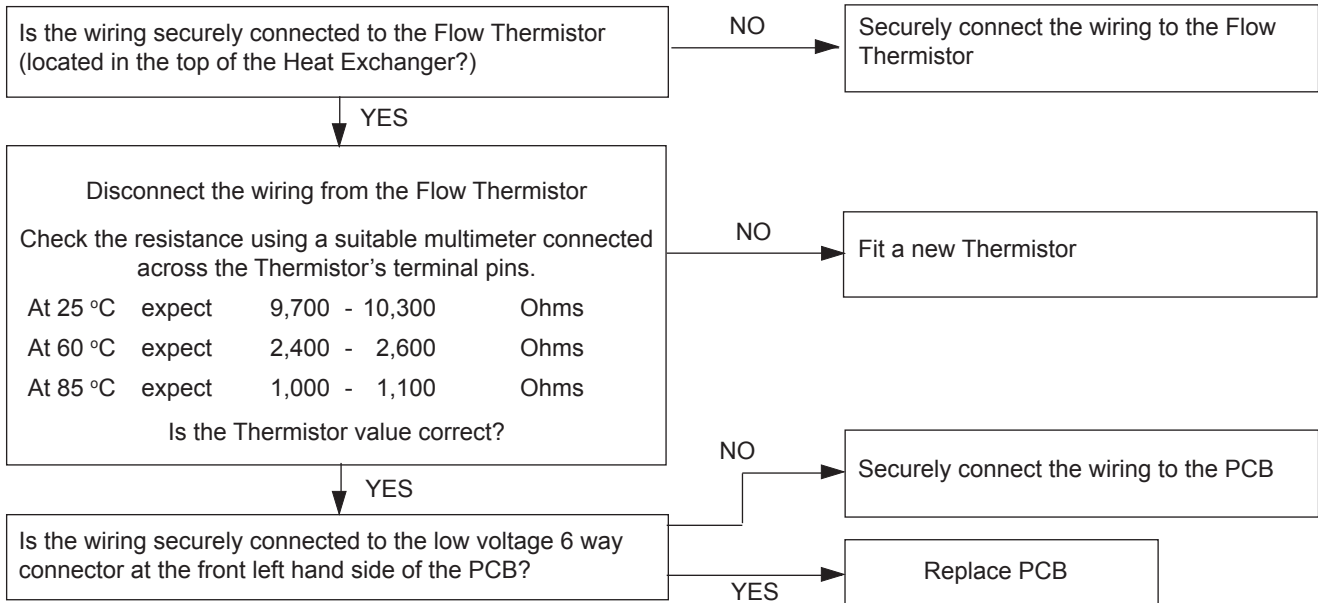 Is the wiring securely connected to the Flow Thermistor
(located in the top of the Heat Exchanger?)
NO
Securely connect the wiring to the Flow
Thermistor
YES
Disconnect the wiring from the Flow Thermistor
Check the resistance using a suitable multimeter connected
across the Thermistor's terminal pins.
At 25 °C expect 9,700 - 10,300 Ohms
At 60 °C expect 2,400 - 2,600 Ohms
At 85 °C expect 1,000 - 1,100 Ohms
Is the Thermistor value correct?
NO
Fit a new Thermistor
YES
Is the wiring securely connected to the low voltage 6 way
connector at the front left hand side of the PCB?
NO
Securely connect the wiring to the PCB
YES
Replace PCB